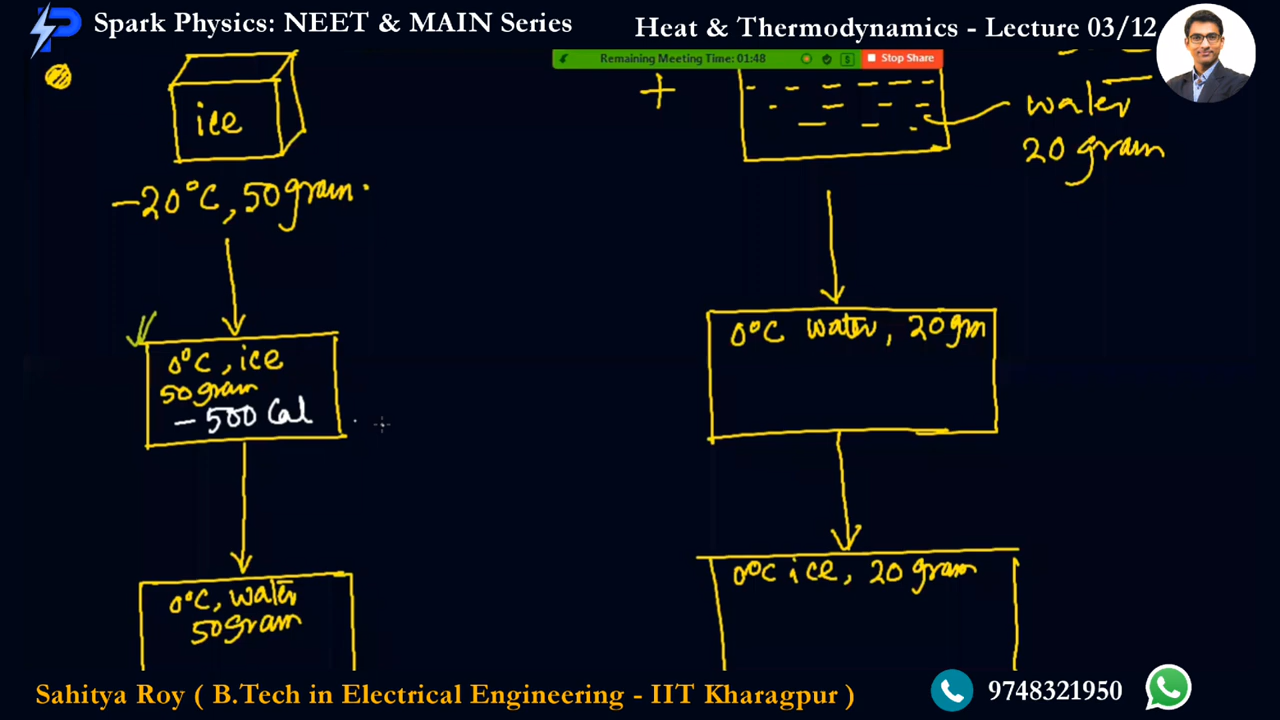 Spark Physics: NEET & MAIN Series
Heat & Thermodynamics - Lecture 03/12
Remaining Meeting Time: 01:48
Stop Share
ice
+
water
20 gram
-20°C, 50 gram.
0°C, ice
50 gram
- 500 Cal
0°C water, 20 gm
0°C, water
50 gram
0°C ice, 20 gram
Sahitya Roy ( B.Tech in Electrical Engineering - IIT Kharagpur )
9748321950